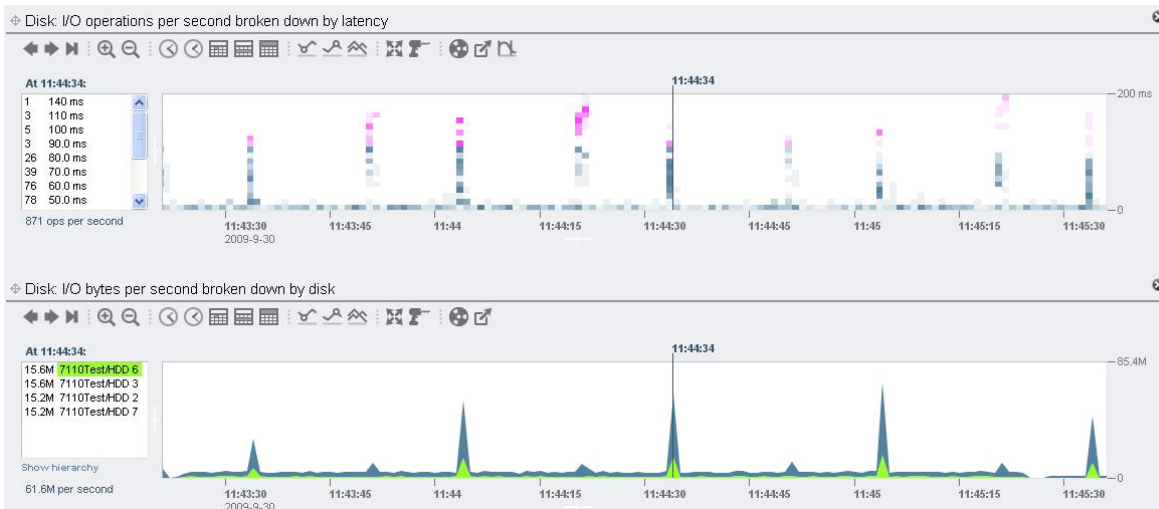 Disk: I/O operations per second broken down by latency
At 11:44:34:
11:44:34
1 140 ms
3 110 ms
5 100 ms
3 90.0 ms
26 80.0 ms
39 70.0 ms
76 60.0 ms
78 50.0 ms
200 ms
0
871 ops per second
11:43:30 11:43:45 11:44 11:44:15 11:44:30 11:44:45 11:45 11:45:15 11:45:30
2009-9-30
Disk: I/O bytes per second broken down by disk
At 11:44:34:
11:44:34
15.6M 7110Test/HDD 6
15.6M 7110Test/HDD 3
15.2M 7110Test/HDD 2
15.2M 7110Test/HDD 7
85.4M
0
Show hierarchy
61.6M per second
11:43:30 11:43:45 11:44 11:44:15 11:44:30 11:44:45 11:45 11:45:15 11:45:30
2009-9-30